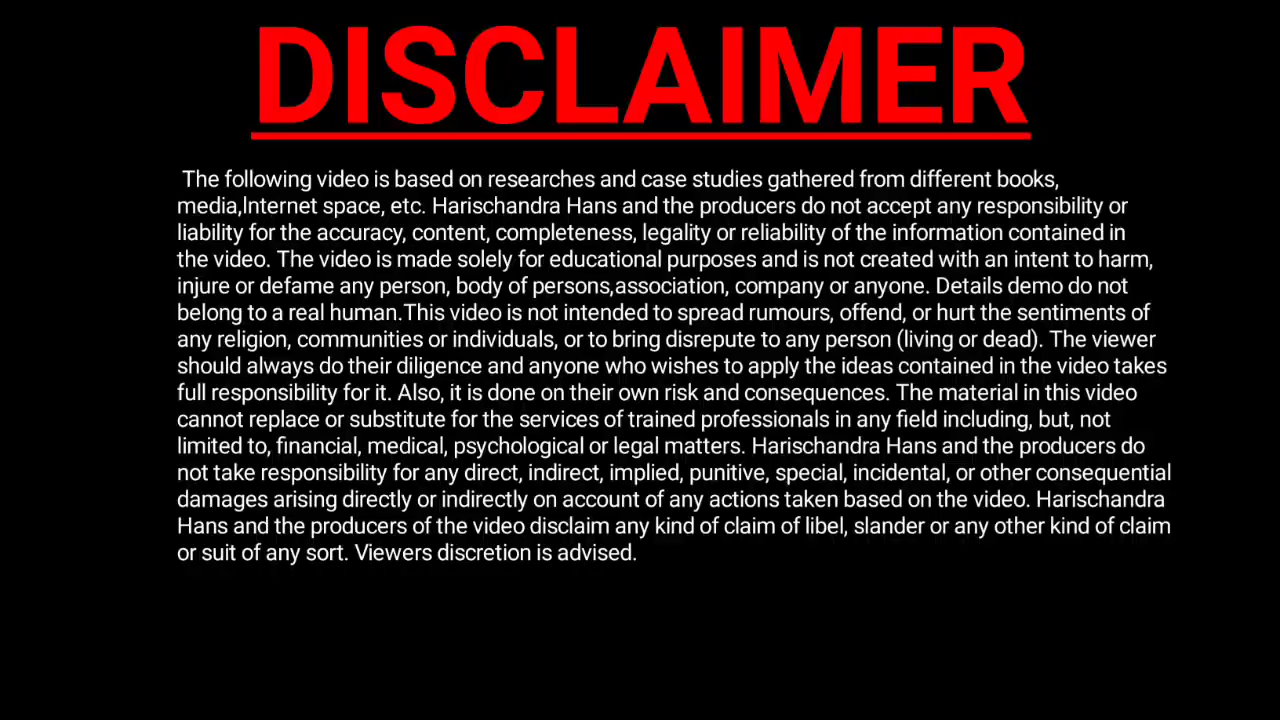 DISCLAIMER
The following video is based on researches and case studies gathered from different books,
media,Internet space, etc. Harischandra Hans and the producers do not accept any responsibility or
liability for the accuracy, content, completeness, legality or reliability of the information contained in
the video. The video is made solely for educational purposes and is not created with an intent to harm,
injure or defame any person, body of persons,association, company or anyone. Details demo do not
belong to a real human.This video is not intended to spread rumours, offend, or hurt the sentiments of
any religion, communities or individuals, or to bring disrepute to any person (living or dead). The viewer
should always do their diligence and anyone who wishes to apply the ideas contained in the video takes
full responsibility for it. Also, it is done on their own risk and consequences. The material in this video
cannot replace or substitute for the services of trained professionals in any field including, but, not
limited to, financial, medical, psychological or legal matters. Harischandra Hans and the producers do
not take responsibility for any direct, indirect, implied, punitive, special, incidental, or other consequential
damages arising directly or indirectly on account of any actions taken based on the video. Harischandra
Hans and the producers of the video disclaim any kind of claim of libel, slander or any other kind of claim
or suit of any sort. Viewers discretion is advised.